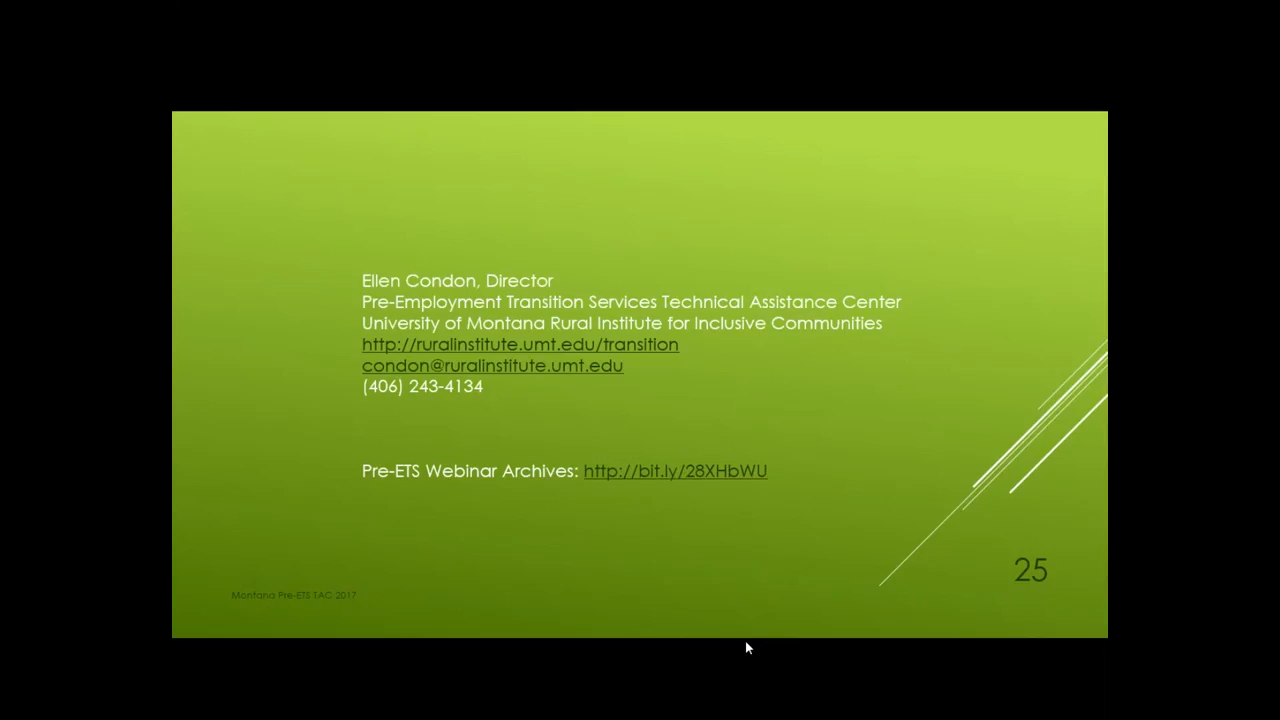 Ellen Condon, Director
Pre-Employment Transition Services Technical Assistance Center
University of Montana Rural Institute for Inclusive Communities
http://ruralinstitute.umt.edu/transition
condon@ruralinstitute.umt.edu
(406) 243-4134
Pre-ETS Webinar Archives: http://bit.ly/28XHbWU
25
Montana Pre-ETS TAC 2017